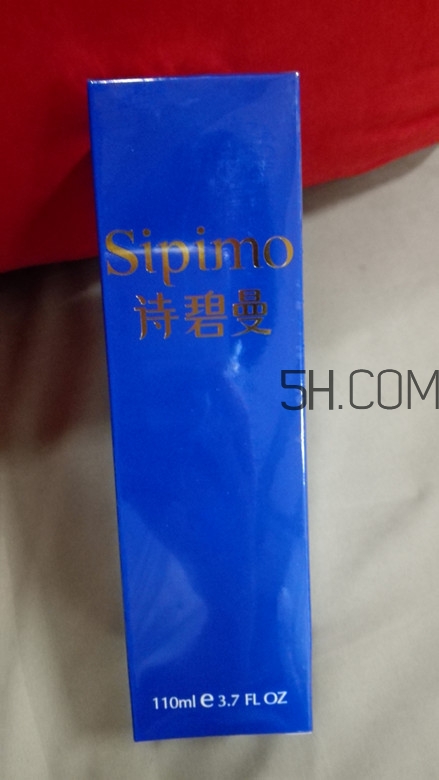 Sipimo
诗碧曼
5H.COM
110ml e 3.7 FL OZ